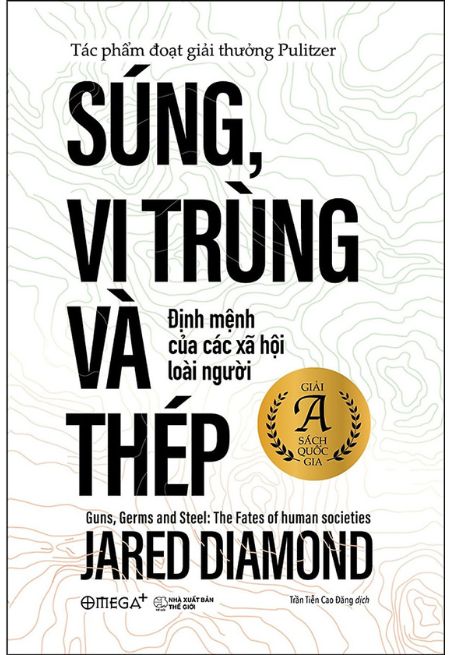 Tác phẩm đoạt giải thưởng Pulitzer
SÚNG,
VI TRÙNG
VÀ
Định mệnh
của các xã hội
loài người
THÉP
GIẢI
A
SÁCH QUỐC GIA
Guns, Germs and Steel: The Fates of human societies
JARED DIAMOND
OMEGA+
NHÀ XUẤT BẢN
THẾ GIỚI
Trần Tiễn Cao Đăng dịch